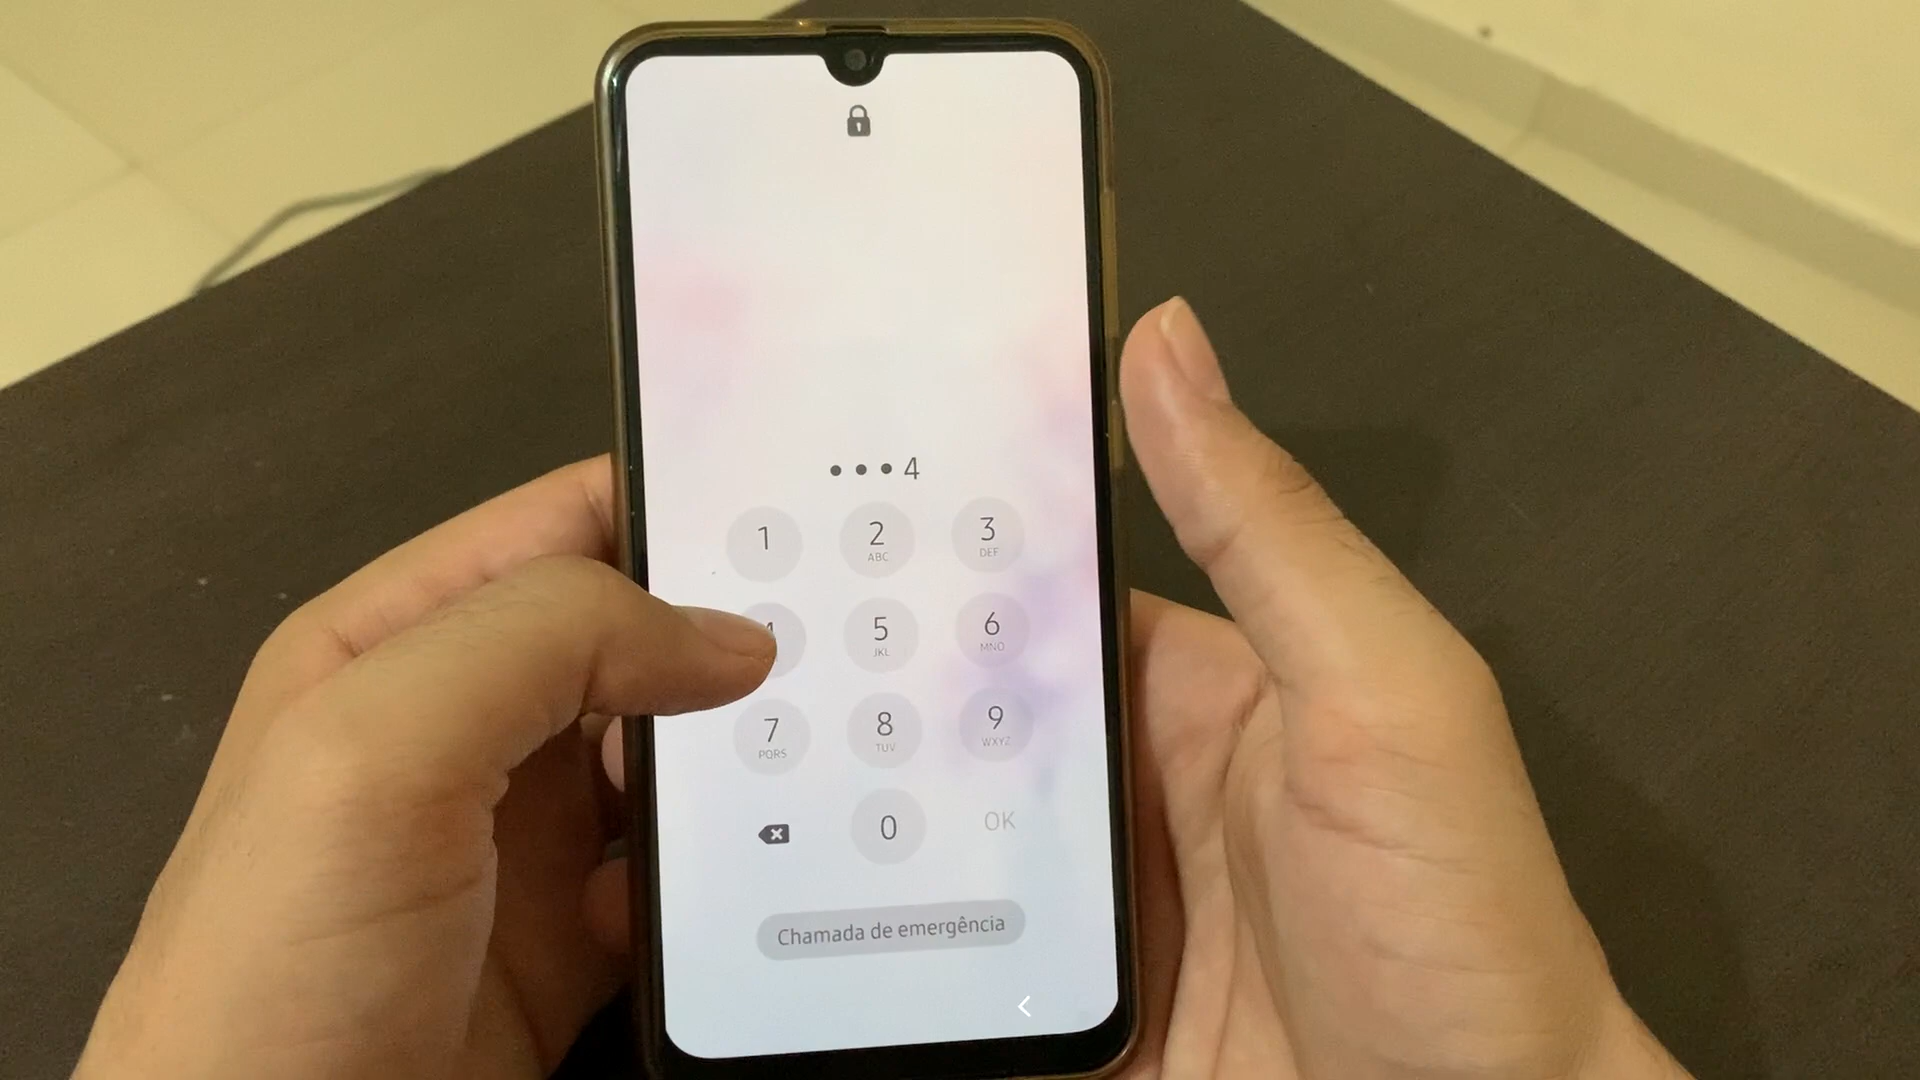 • • • 4
1 2 3
ABC DEF
4 5 6
JKL MNO
7 8 9
PQRS TUV WXYZ
0 OK
Chamada de emergência